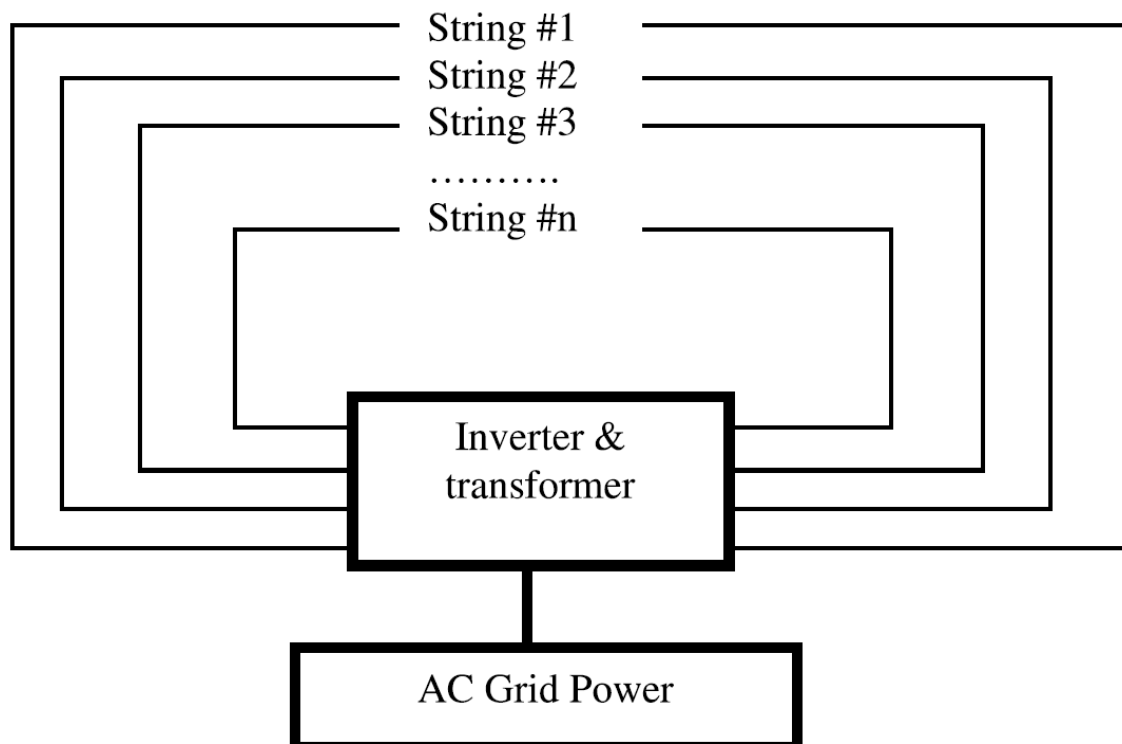 String #1
String #2
String #3
……….
String #n
Inverter &
transformer
AC Grid Power